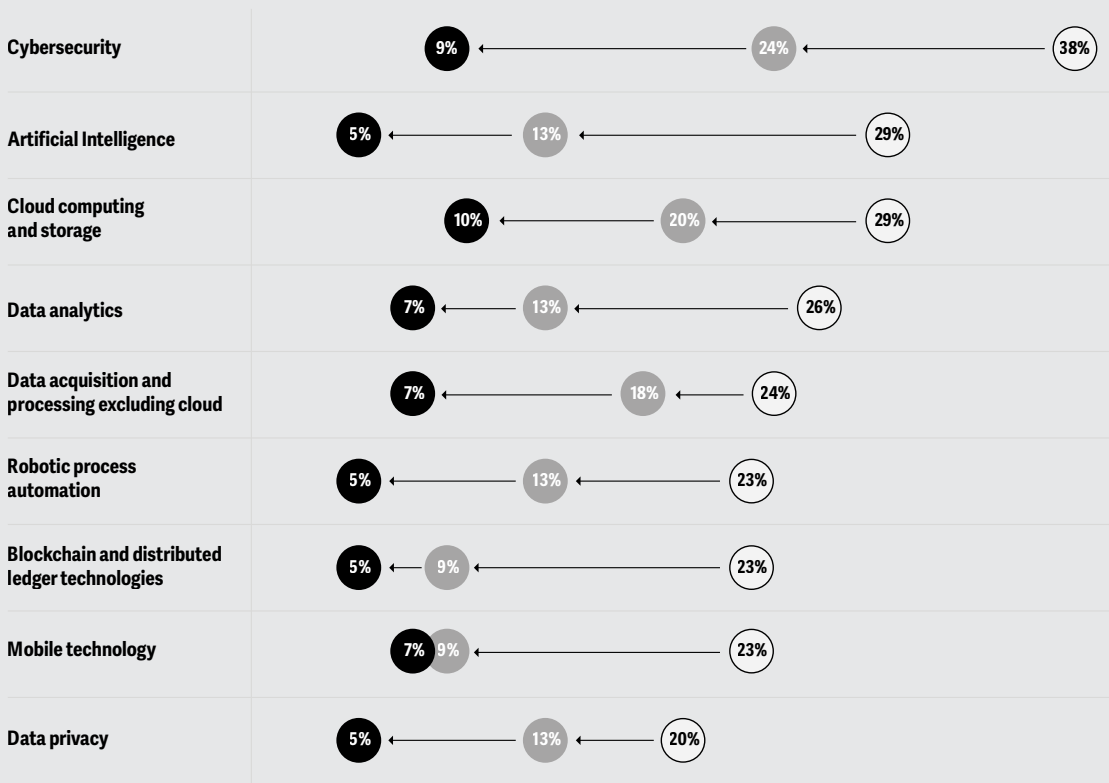 Cybersecurity
9% 24% 38%
Artificial Intelligence
5% 13% 29%
Cloud computing
and storage
10% 20% 29%
Data analytics
7% 13% 26%
Data acquisition and
processing excluding cloud
7% 18% 24%
Robotic process
automation
5% 13% 23%
Blockchain and distributed
ledger technologies
5% 9% 23%
Mobile technology
7% 9% 23%
Data privacy
5% 13% 20%